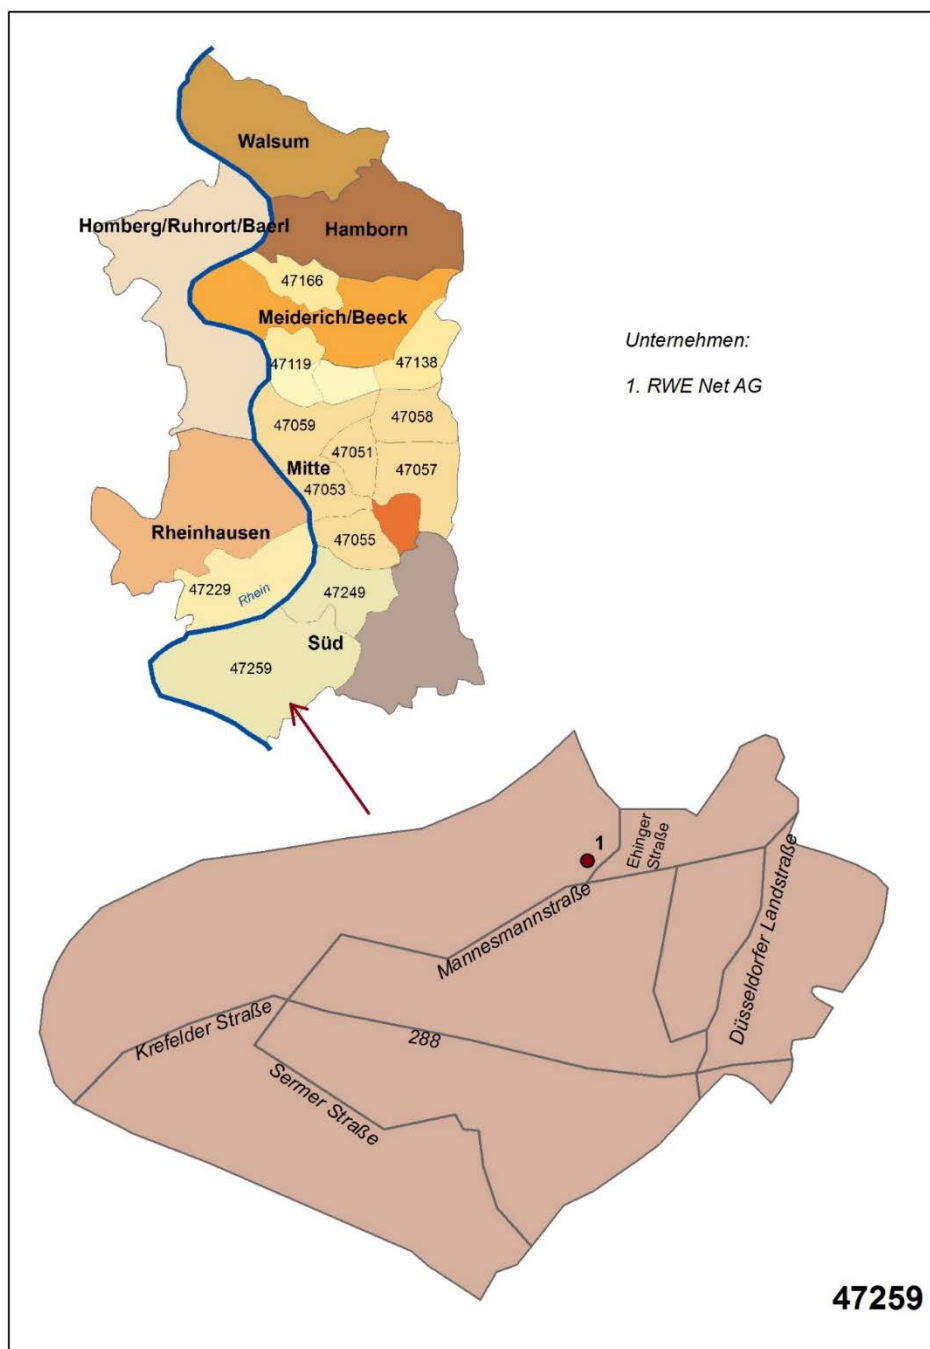 Walsum
Homberg/Ruhrort/Baerl
Hamborn
47166
Meiderich/Beeck
47119
47138
47059
47058
47051
Mitte
47057
47053
Rheinhausen
47055
47229
Rhein
47249
Süd
47259
Unternehmen:
1. RWE Net AG
1
Ehinger
Straße
Mannesmannstraße
Düsseldorfer Landstraße
Krefelder Straße
288
Sermer Straße
47259